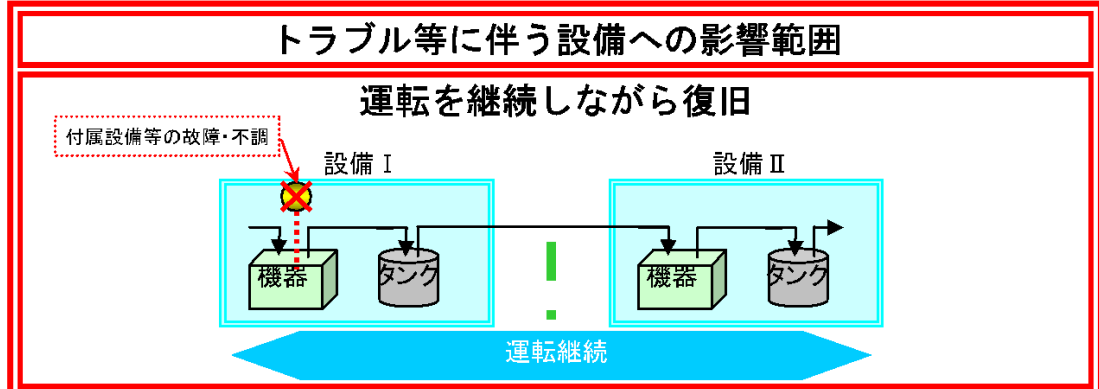 トラブル等に伴う設備への影響範囲
運転を継続しながら復旧
付属設備等の故障・不調
設備Ⅰ
設備Ⅱ
機器
タンク
機器
タンク
運転継続